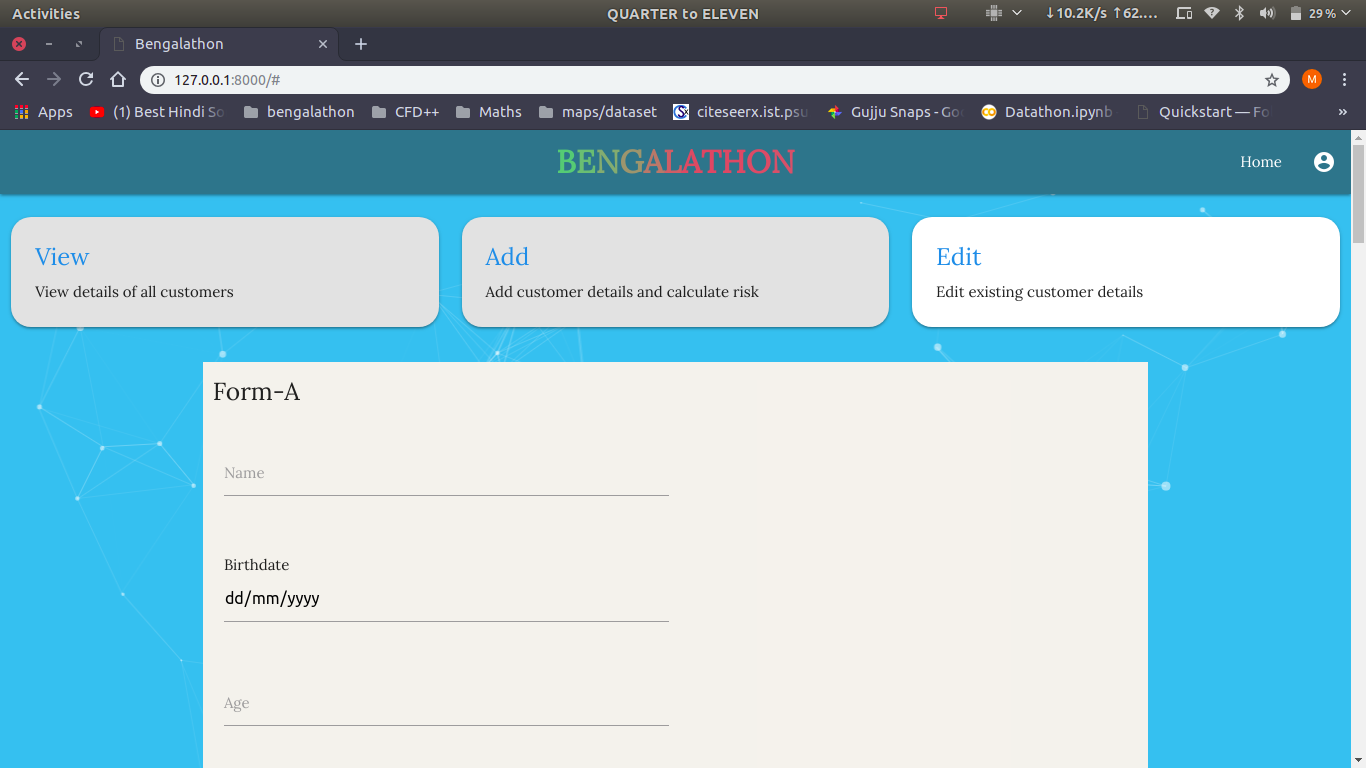 Activities
QUARTER to ELEVEN
↓10.2K/s ↑62....
29 %
Bengalathon
127.0.0.1:8000/#
M
Apps
(1) Best Hindi So
bengalathon
CFD++
Maths
maps/dataset
citeseerx.ist.psu
Gujju Snaps - Goo
Datathon.ipynb
Quickstart — Fo
»
BENGALATHON
Home
View
View details of all customers
Add
Add customer details and calculate risk
Edit
Edit existing customer details
Form-A
Name
Birthdate
dd/mm/yyyy
Age